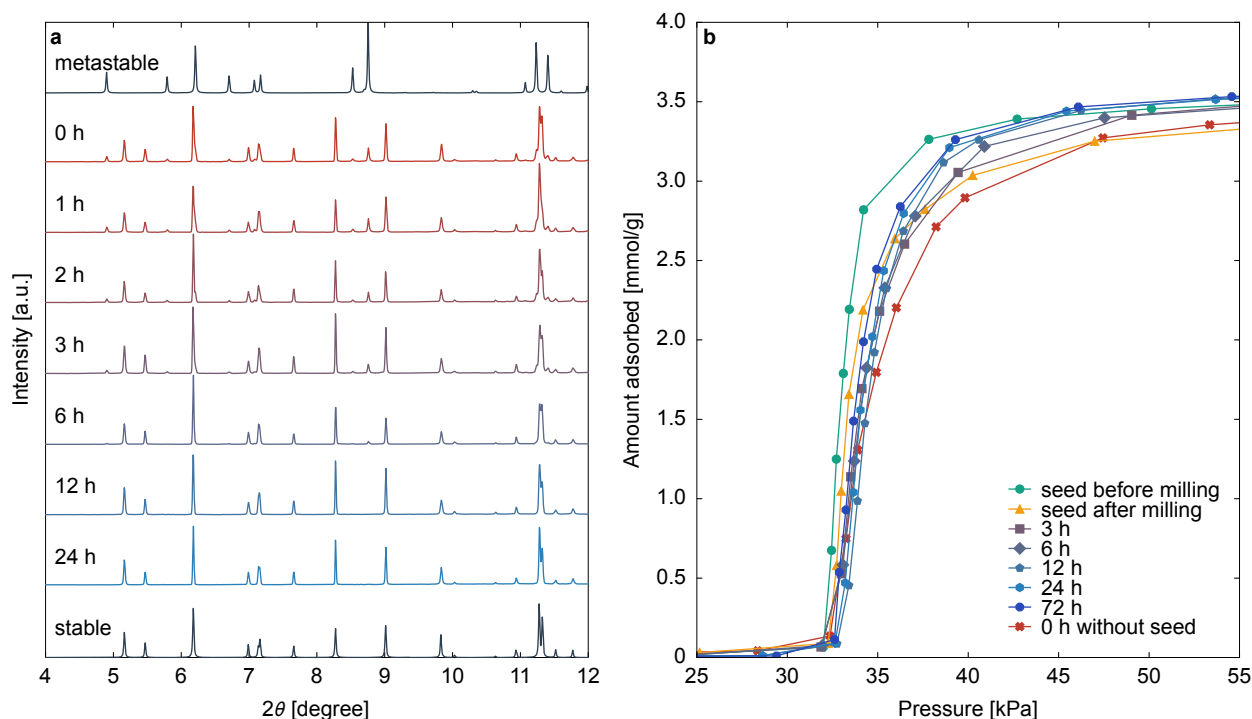 a
metastable
0 h
1 h
2 h
3 h
6 h
12 h
24 h
stable
Intensity [a.u.]
4 5 6 7 8 9 10 11 12
2θ [degree]
b
4.0
3.5
3.0
2.5
2.0
1.5
1.0
0.5
0
Amount adsorbed [mmol/g]
seed before milling
seed after milling
3 h
6 h
12 h
24 h
72 h
0 h without seed
25 30 35 40 45 50 55
Pressure [kPa]